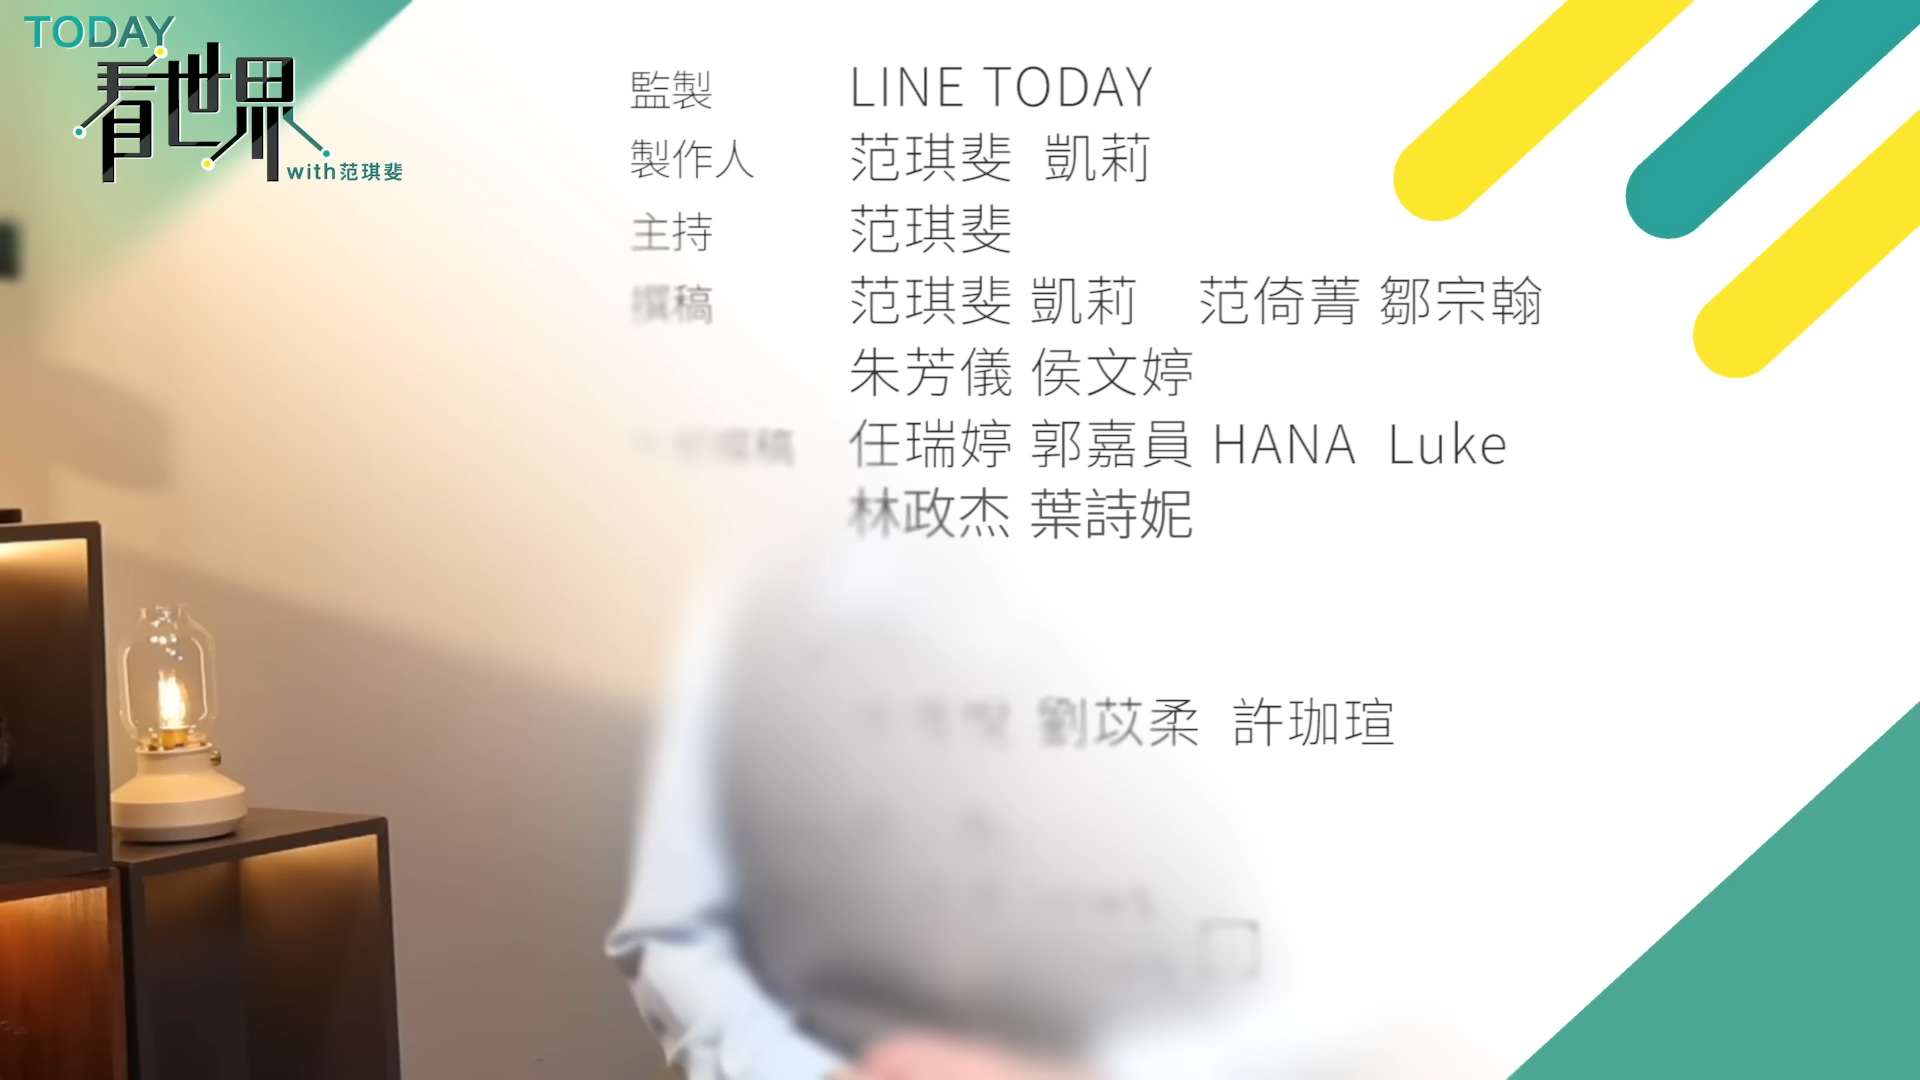 TODAY
看世界
with范琪斐
監製 LINE TODAY
製作人 范琪斐 凱莉
主持 范琪斐
撰稿 范琪斐 凱莉 范倚菁 鄒宗翰
朱芳儀 侯文婷
撰稿 任瑞婷 郭嘉員 HANA Luke
林政杰 葉詩妮
劉苡柔 許珈瑄